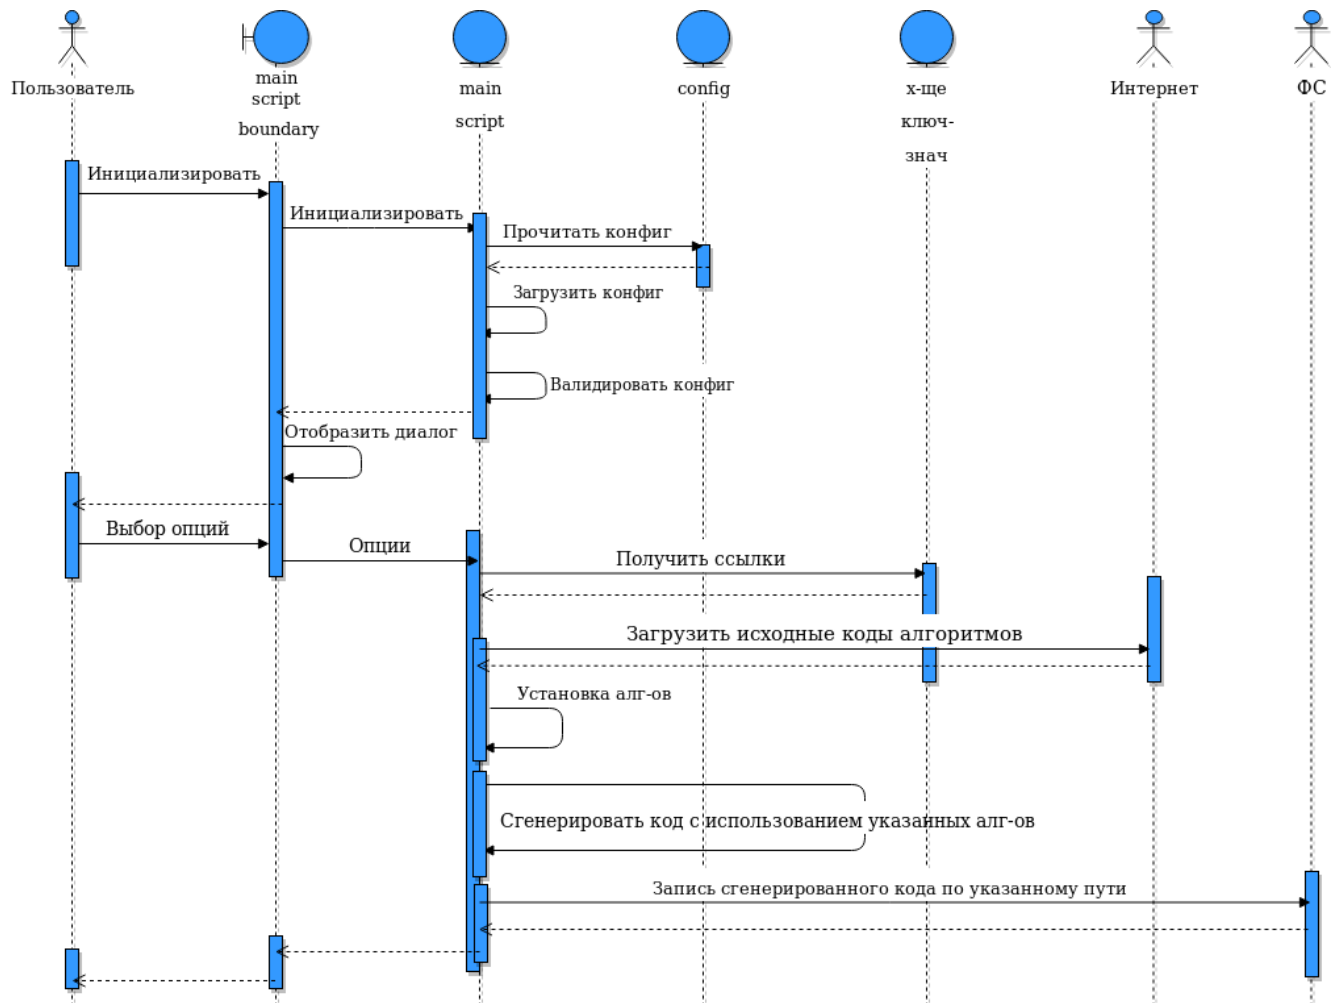 Пользователь
main
script
boundary
main
script
config
х-ще
ключ-
знач
Интернет
ФС
Инициализировать
Инициализировать
Прочитать конфиг
Загрузить конфиг
Валидировать конфиг
Отобразить диалог
Выбор опций
Опции
Получить ссылки
Загрузить исходные коды алгоритмов
Установка алг-ов
Сгенерировать код с использованием указанных алг-ов
Запись сгенерированного кода по указанному пути